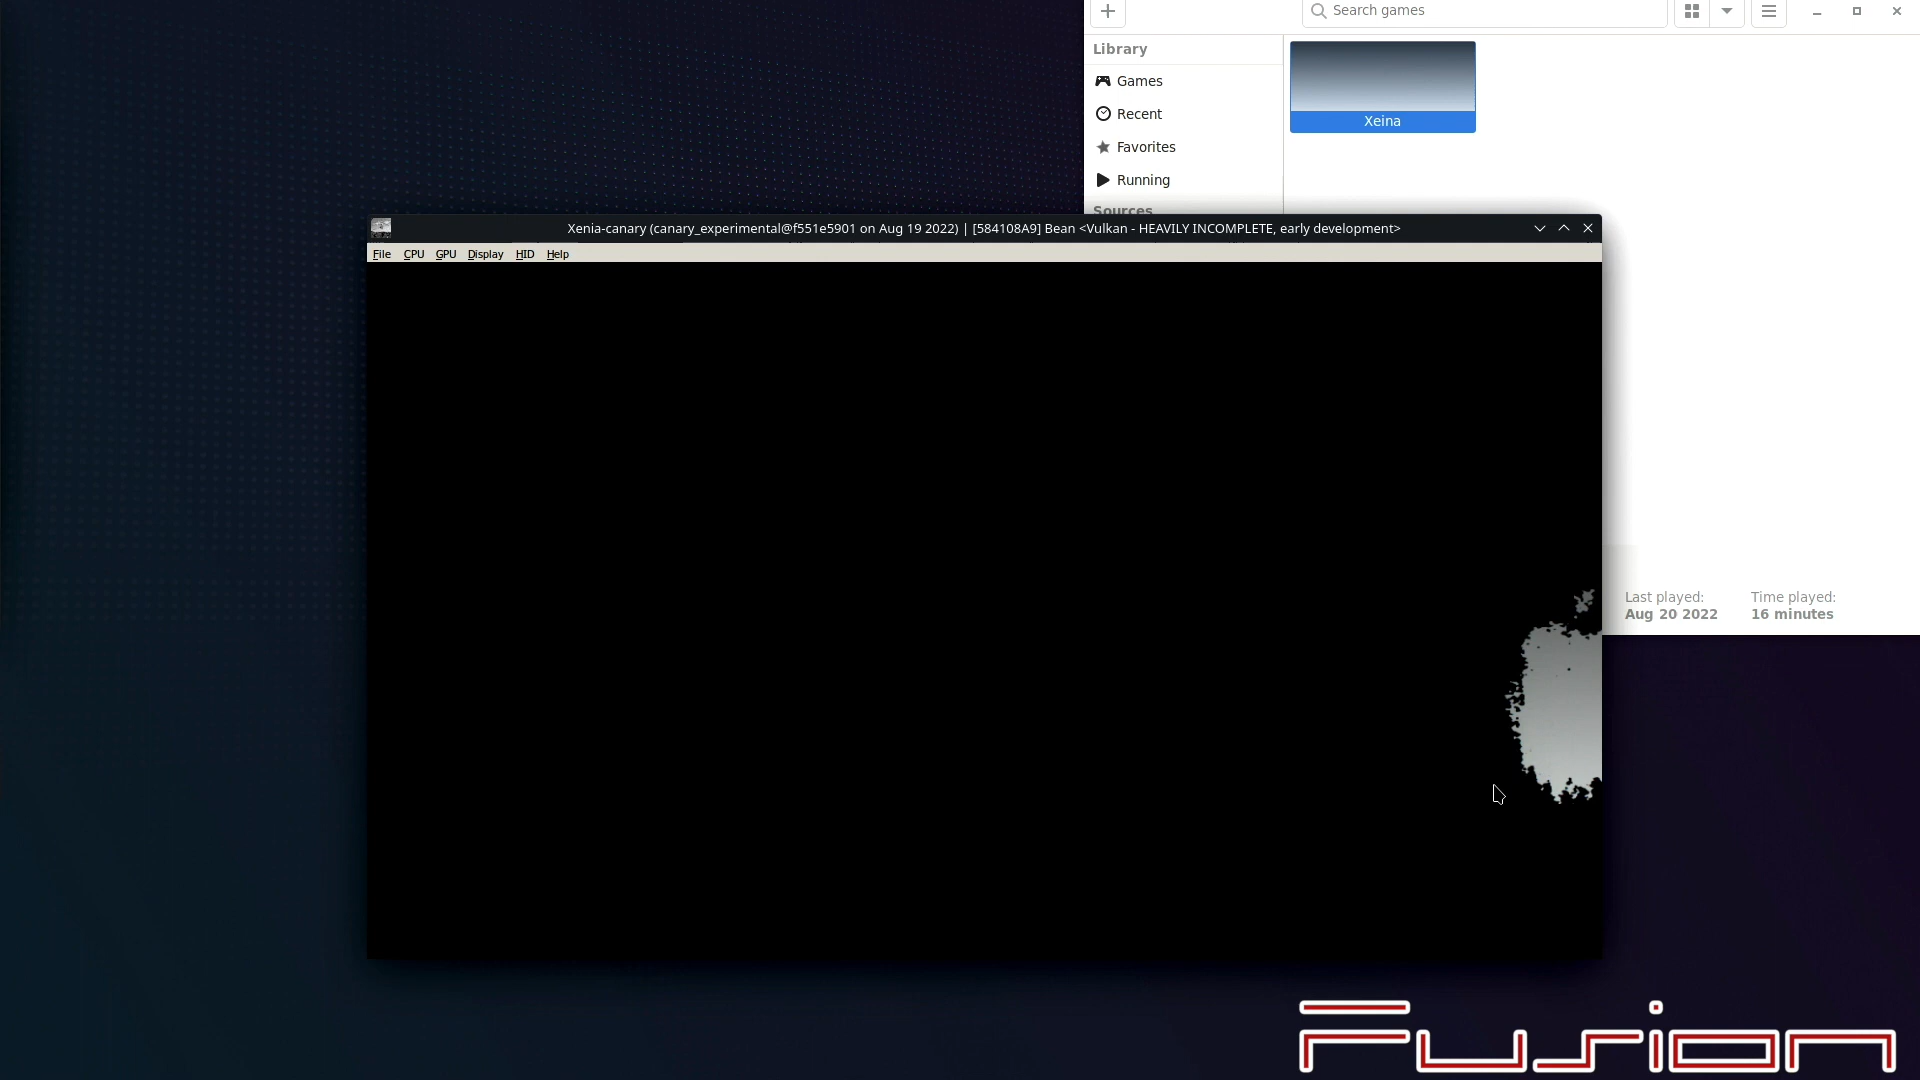 Search games
Library
Games
Recent
Favorites
Running
Sources
Xeina
Xenia-canary (canary_experimental@f551e5901 on Aug 19 2022) | [584108A9] Bean <Vulkan - HEAVILY INCOMPLETE, early development>
File CPU GPU Display HID Help
Last played: Time played:
Aug 20 2022 16 minutes
Fusion